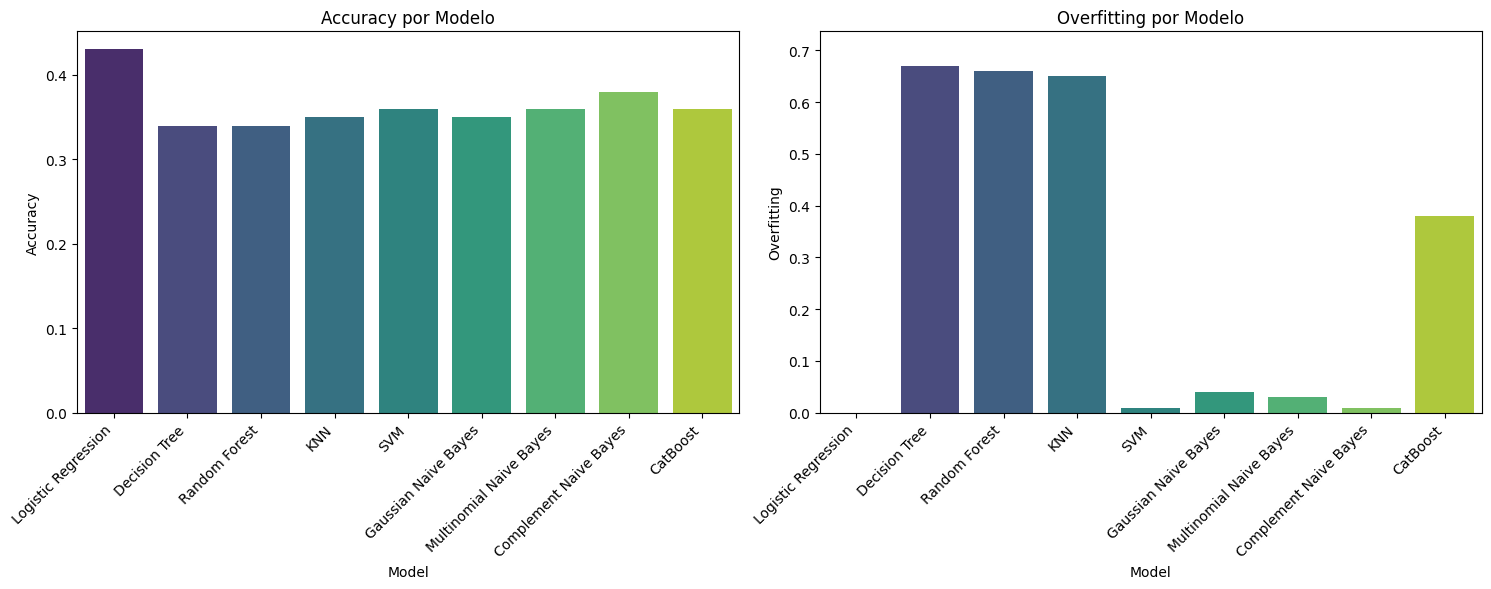 Accuracy por Modelo
Accuracy
0.4
0.3
0.2
0.1
0.0
Logistic Regression
Decision Tree
Random Forest
KNN
SVM
Gaussian Naive Bayes
Multinomial Naive Bayes
Complement Naive Bayes
CatBoost
Model
Overfitting por Modelo
Overfitting
0.7
0.6
0.5
0.4
0.3
0.2
0.1
0.0
Logistic Regression
Decision Tree
Random Forest
KNN
SVM
Gaussian Naive Bayes
Multinomial Naive Bayes
Complement Naive Bayes
CatBoost
Model